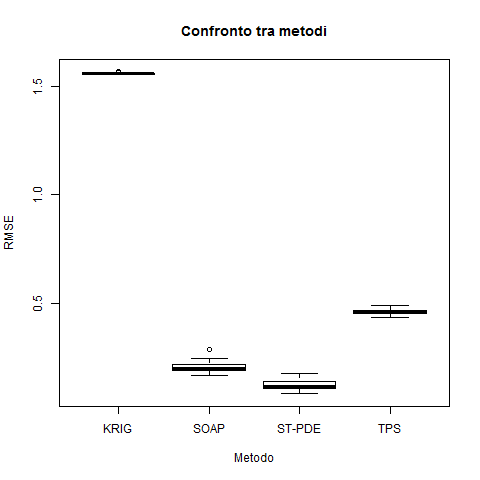 Confronto tra metodi
RMSE
1.5
1.0
0.5
KRIG SOAP ST-PDE TPS
Metodo